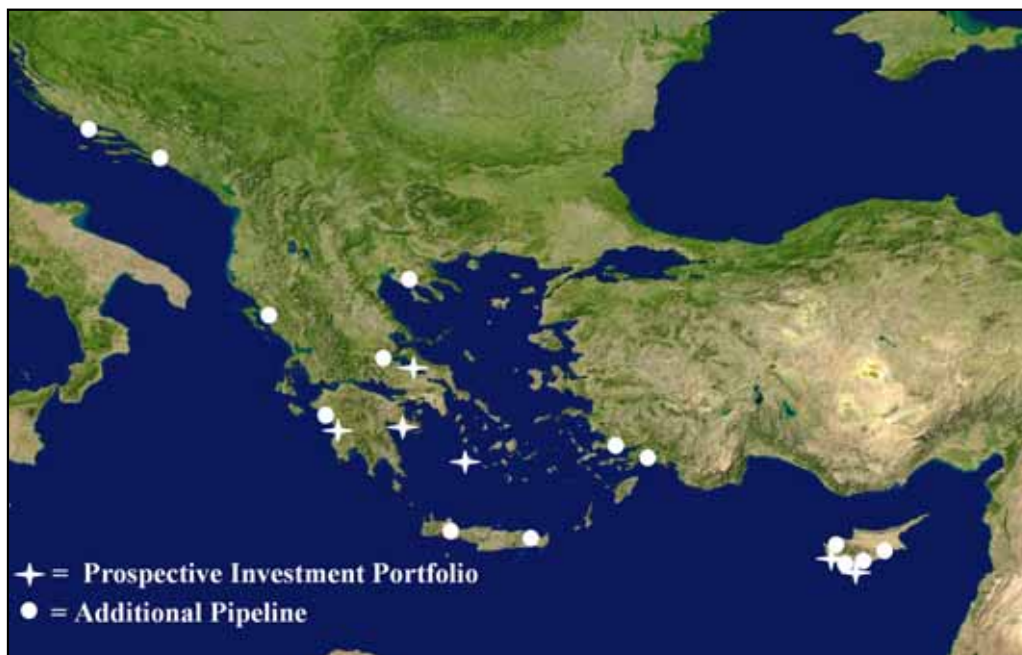 = Prospective Investment Portfolio
= Additional Pipeline